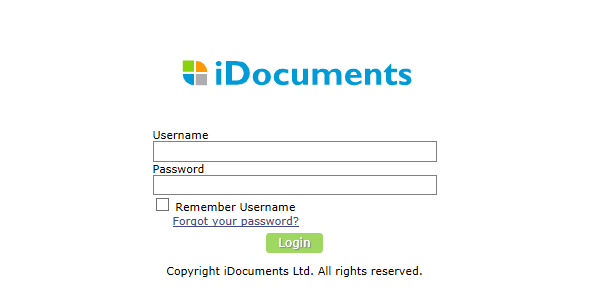 iDocuments
Username
Password
Remember Username
Forgot your password?
Login
Copyright iDocuments Ltd. All rights reserved.